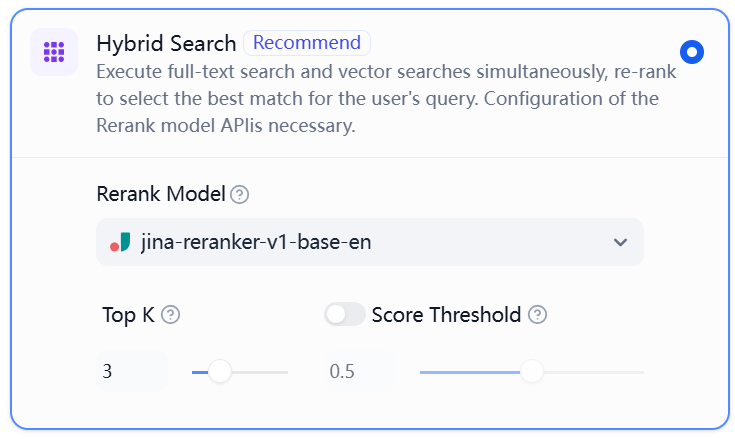 Hybrid Search Recommend
Execute full-text search and vector searches simultaneously, re-rank
to select the best match for the user's query. Configuration of the
Rerank model APIis necessary.
Rerank Model ?
jina-reranker-v1-base-en
Top K ? Score Threshold ?
3 0.5